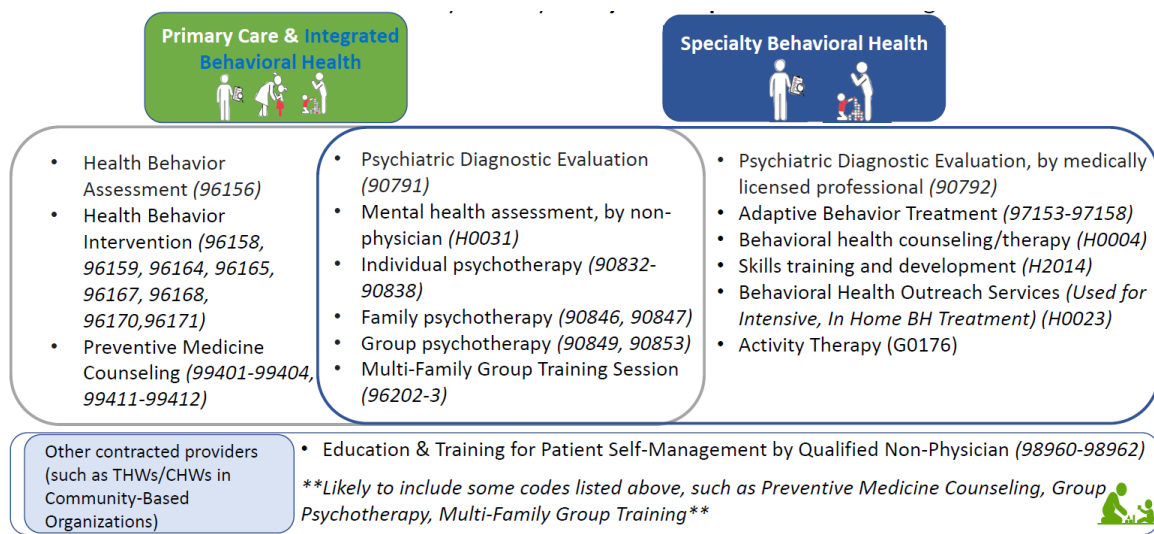 Primary Care & Integrated
Behavioral Health
Specialty Behavioral Health
• Health Behavior
Assessment (96156)
• Health Behavior
Intervention (96158,
96159, 96164, 96165,
96167, 96168,
96170,96171)
• Preventive Medicine
Counseling (99401-99404,
99411-99412)
• Psychiatric Diagnostic Evaluation
(90791)
• Mental health assessment, by non-
physician (H0031)
• Individual psychotherapy (90832-
90838)
• Family psychotherapy (90846, 90847)
• Group psychotherapy (90849, 90853)
• Multi-Family Group Training Session
(96202-3)
• Psychiatric Diagnostic Evaluation, by medically
licensed professional (90792)
• Adaptive Behavior Treatment (97153-97158)
• Behavioral health counseling/therapy (H0004)
• Skills training and development (H2014)
• Behavioral Health Outreach Services (Used for
Intensive, In Home BH Treatment) (H0023)
• Activity Therapy (G0176)
Other contracted providers
(such as THWs/CHWs in
Community-Based
Organizations)
• Education & Training for Patient Self-Management by Qualified Non-Physician (98960-98962)
**Likely to include some codes listed above, such as Preventive Medicine Counseling, Group
Psychotherapy, Multi-Family Group Training**